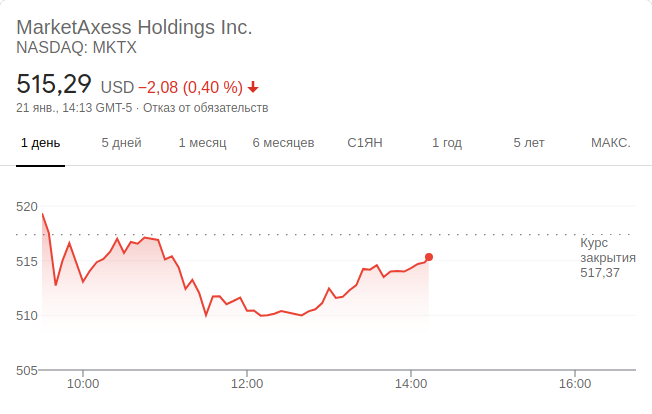 MarketAxess Holdings Inc.
NASDAQ: MKTX
515,29 USD −2,08 (0,40 %) ↓
21 янв., 14:13 GMT-5 · Отказ от обязательств
1 день 5 дней 1 месяц 6 месяцев С1ЯН 1 год 5 лет МАКС.
520
Курс
закрытия
517,37
515
510
505
10:00 12:00 14:00 16:00